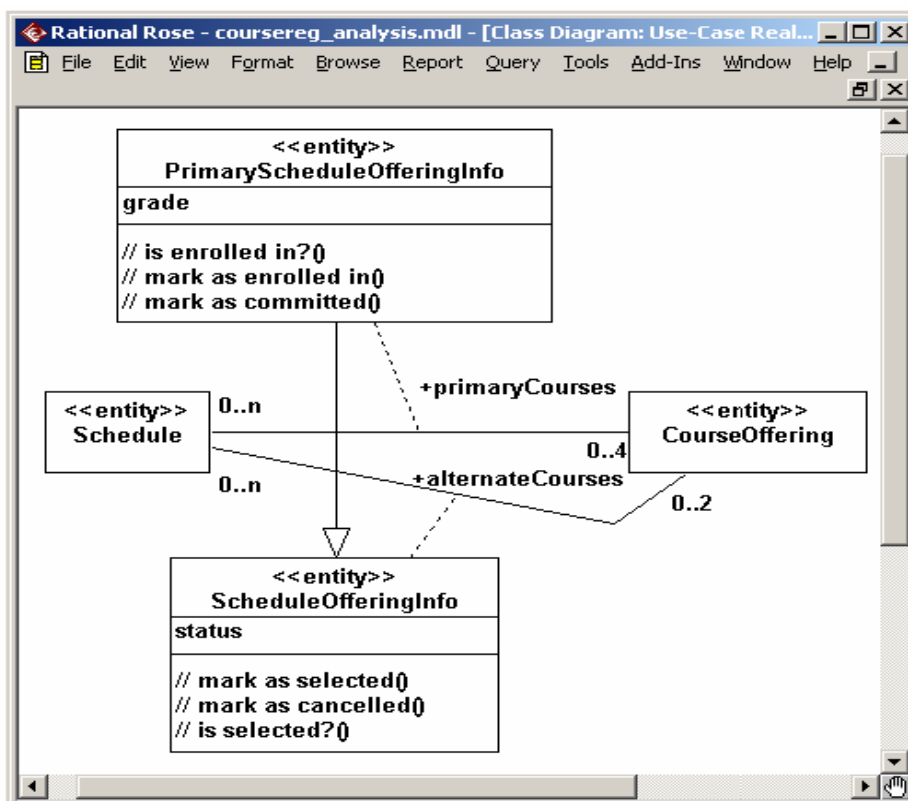 Rational Rose - coursereg_analysis.mdl - [Class Diagram: Use-Case Real...
File Edit View Format Browse Report Query Tools Add-Ins Window Help
<<entity>>
PrimaryScheduleOfferingInfo
grade
// is enrolled in?()
// mark as enrolled in()
// mark as committed()
+primaryCourses
<<entity>>
Schedule
0..n
<<entity>>
CourseOffering
0..4
0..n
+alternateCourses
0..2
<<entity>>
ScheduleOfferingInfo
status
// mark as selected()
// mark as cancelled()
// is selected?()